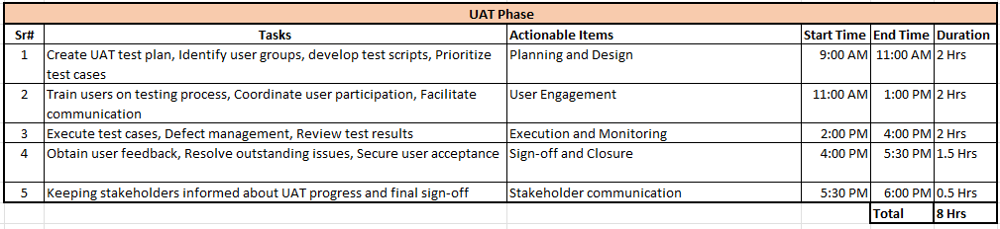 UAT Phase
Sr# Tasks Actionable Items Start Time End Time Duration
1 Create UAT test plan, Identify user groups, develop test scripts, Prioritize Planning and Design 9:00 AM 11:00 AM 2 Hrs
test cases
2 Train users on testing process, Coordinate user participation, Facilitate User Engagement 11:00 AM 1:00 PM 2 Hrs
communication
3 Execute test cases, Defect management, Review test results Execution and Monitoring 2:00 PM 4:00 PM 2 Hrs
4 Obtain user feedback, Resolve outstanding issues, Secure user acceptance Sign-off and Closure 4:00 PM 5:30 PM 1.5 Hrs
5 Keeping stakeholders informed about UAT progress and final sign-off Stakeholder communication 5:30 PM 6:00 PM 0.5 Hrs
Total 8 Hrs